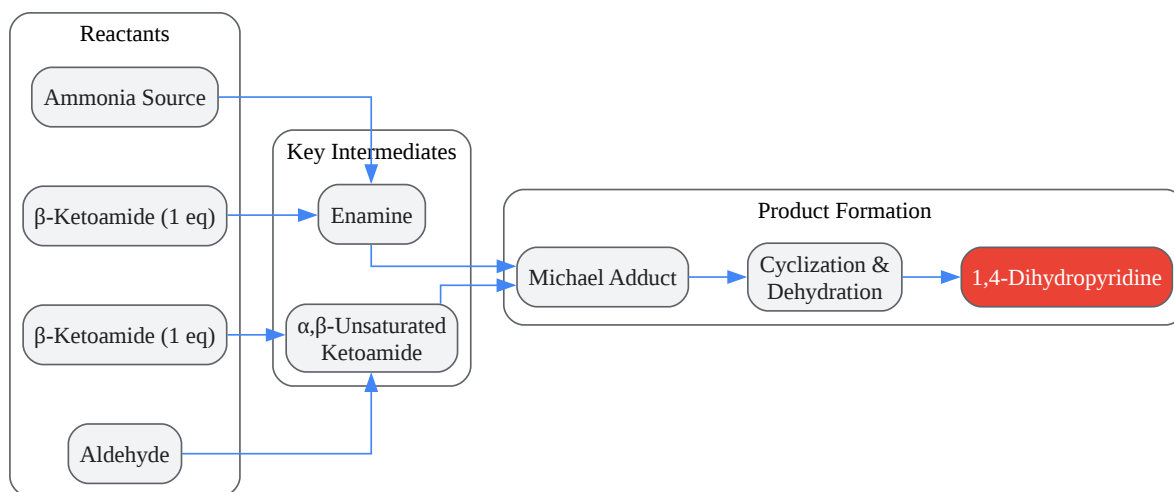 Reactants
Ammonia Source
β-Ketoamide (1 eq)
β-Ketoamide (1 eq)
Aldehyde
Key Intermediates
Enamine
α,β-Unsaturated
Ketoamide
Product Formation
Michael Adduct
Cyclization &
Dehydration
1,4-Dihydropyridine